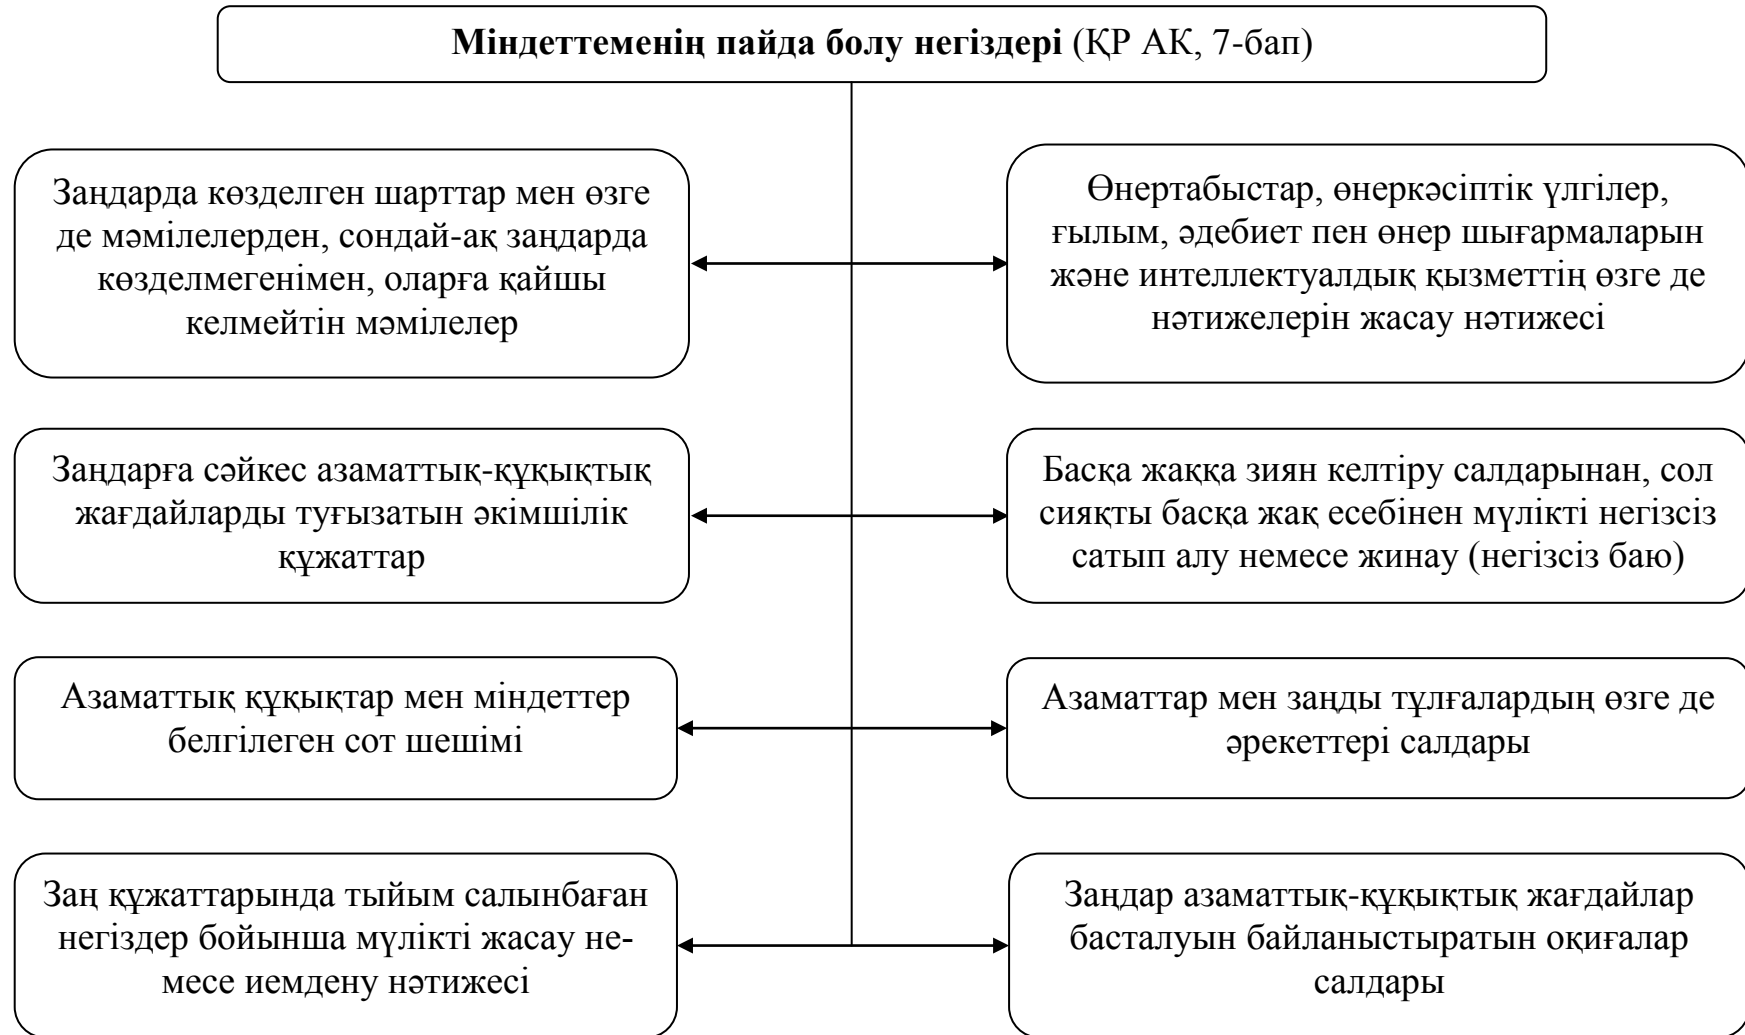 Міндеттеменің пайда болу негіздері (ҚР АК, 7-бап)
Заңдарда көзделген шарттар мен өзге
де мәмілелерден, сондай-ақ заңдарда
көзделмегенімен, оларға қайшы
келмейтін мәмілелер
Өнертабыстар, өнеркәсіптік үлгілер,
ғылым, әдебиет пен өнер шығармаларын
және интеллектуалдық қызметтің өзге де
нәтижелерін жасау нәтижесі
Заңдарға сәйкес азаматтық-құқықтық
жағдайларды туғызатын әкімшілік
құжаттар
Басқа жаққа зиян келтіру салдарынан, сол
сияқты басқа жақ есебінен мүлікті негізсіз
сатып алу немесе жинау (негізсіз баю)
Азаматтық құқықтар мен міндеттер
белгілеген сот шешімі
Азаматтар мен заңды тұлғалардың өзге де
әрекеттері салдары
Заң құжаттарында тыйым салынбаған
негіздер бойынша мүлікті жасау не-
месе иемдену нәтижесі
Заңдар азаматтық-құқықтық жағдайлар
басталуын байланыстыратын оқиғалар
салдары